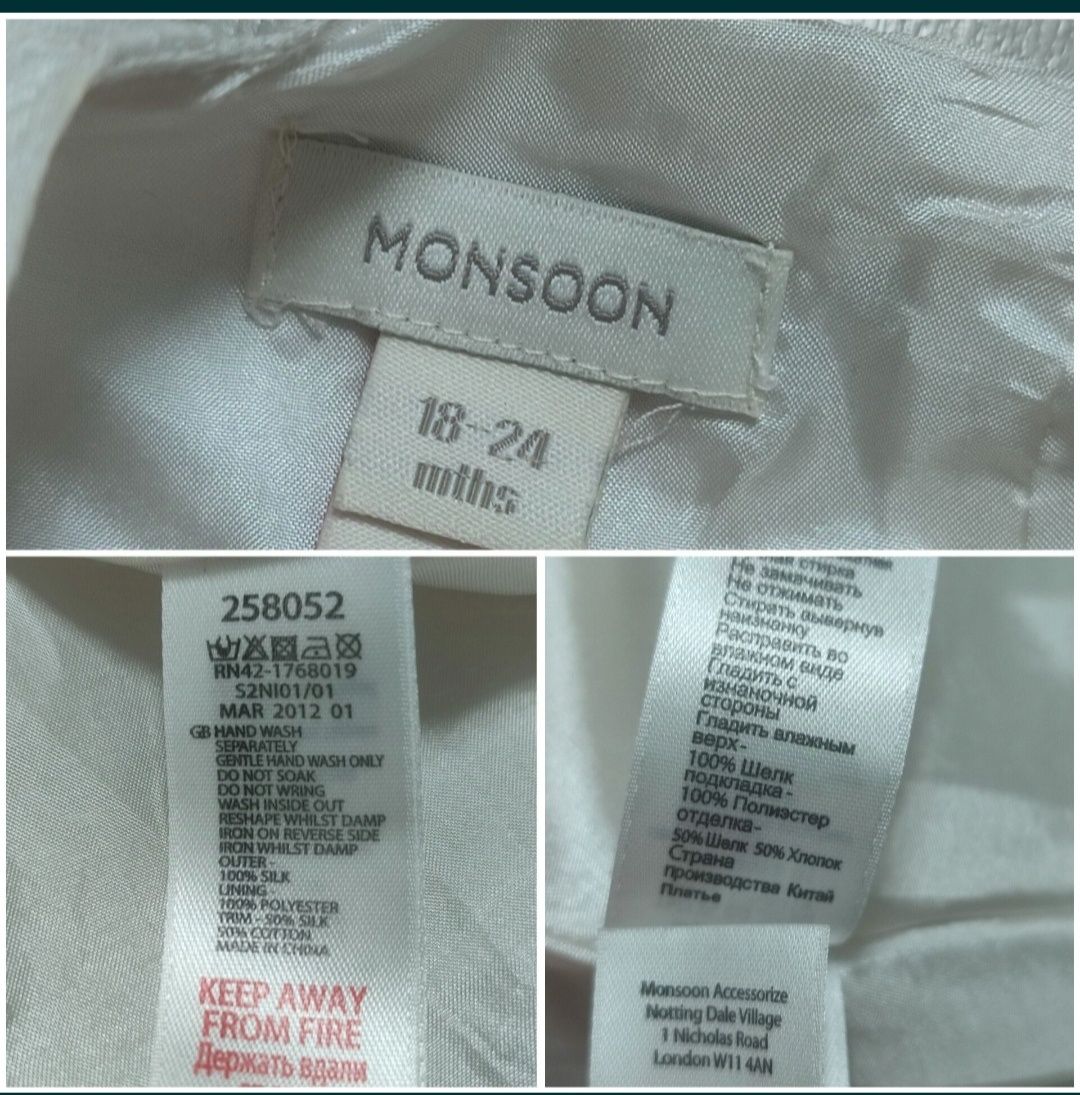 MONSOON
18-24
mths
258052
RN42-1768019
S2NI01/01
MAR 2012 01
GB HAND WASH
SEPARATELY
GENTLE HAND WASH ONLY
DO NOT SOAK
DO NOT WRING
WASH INSIDE OUT
RESHAPE WHILST DAMP
IRON ON REVERSE SIDE
IRON WHILST DAMP
OUTER -
100% SILK
LINING -
100% POLYESTER
TRIM - 50% SILK
50% COTTON
MADE IN CHINA
KEEP AWAY
FROM FIRE
Держать вдали
стирка
Не замачивать
Не отжимать
Стирать вывернув
наизнанку
Расправить во
влажном виде
Гладить с
изнаночной
стороны
Гладить влажным
верх-
100% Шелк
подкладка -
100% Полиэстер
отделка-
50% Шелк 50% Хлопок
Страна
производства Китай
Платье
Monsoon Accessorize
Notting Dale Village
1 Nicholas Road
London W11 4AN